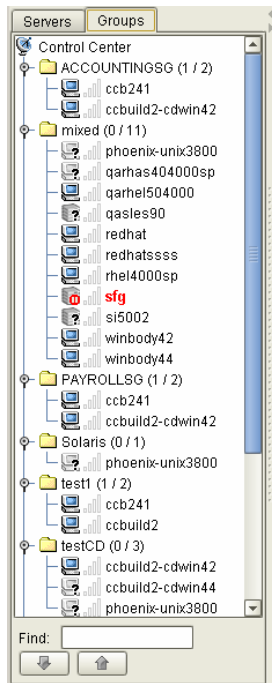 Servers Groups
Control Center
ACCOUNTINGSG (1 / 2)
ccb241
ccbuild2-cdwin42
mixed (0 / 11)
phoenix-unix3800
qarhas404000sp
qarhel504000
qasles90
redhat
redhatssss
rhel4000sp
sfg
si5002
winbody42
winbody44
PAYROLLSG (1 / 2)
ccb241
ccbuild2-cdwin42
Solaris (0 / 1)
phoenix-unix3800
test1 (1 / 2)
ccb241
ccbuild2
testCD (0 / 3)
ccbuild2-cdwin42
ccbuild2-cdwin44
phoenix-unix3800
Find: